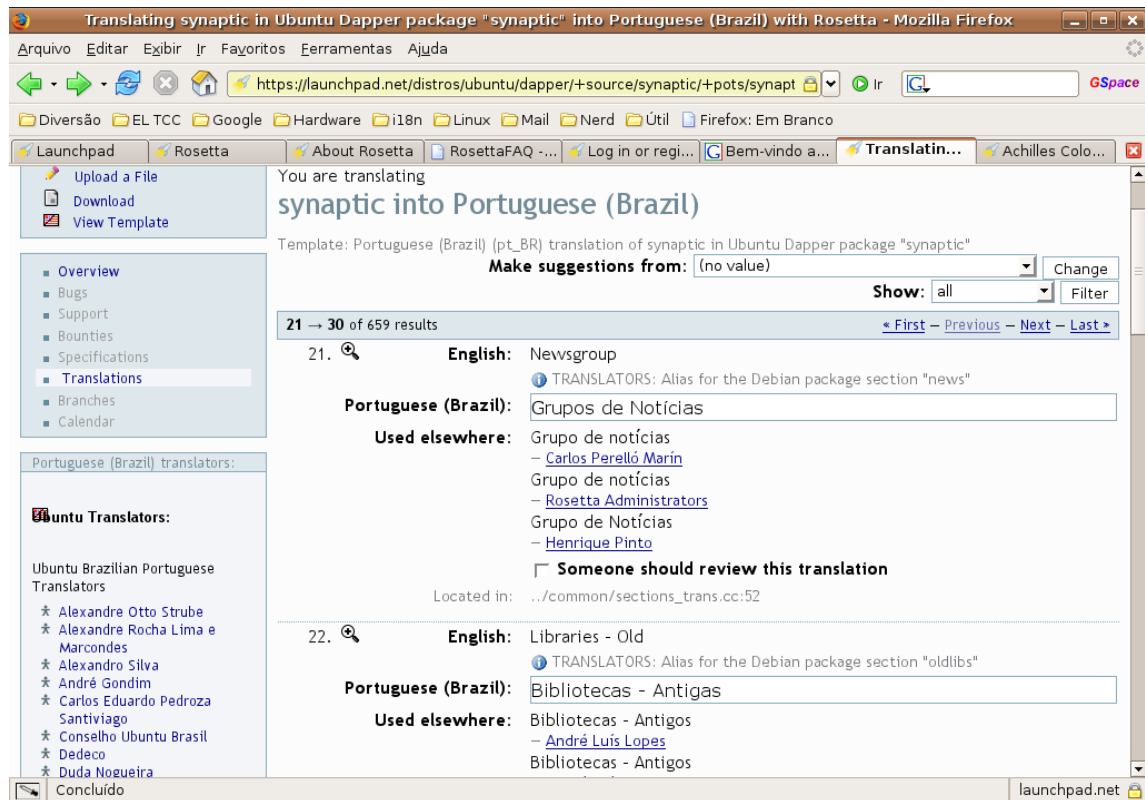 Translating synaptic in Ubuntu Dapper package "synaptic" into Portuguese (Brazil) with Rosetta - Mozilla Firefox
Arquivo Editar Exibir Ir Favoritos Ferramentas Ajuda
https://launchpad.net/distros/ubuntu/dapper/+source/synaptic/+pots/synapt Ir G GSpace
Diversão EL TCC Google Hardware i18n Linux Mail Nerd Útil Firefox: Em Branco
Launchpad Rosetta About Rosetta RosettaFAQ -... Log in or regi... Bem-vindo a... Translatin... Achilles Colo...
Upload a File
Download
View Template
Overview
Bugs
Support
Bounties
Specifications
Translations
Branches
Calendar
Portuguese (Brazil) translators:
Ubuntu Translators:
Ubuntu Brazilian Portuguese
Translators
Alexandre Otto Strube
Alexandre Rocha Lima e
Marcondes
Alexandro Silva
André Gondim
Carlos Eduardo Pedroza
Santiviago
Conselho Ubuntu Brasil
Dedeco
Duda Nogueira
You are translating
synaptic into Portuguese (Brazil)
Template: Portuguese (Brazil) (pt_BR) translation of synaptic in Ubuntu Dapper package "synaptic"
Make suggestions from: (no value) Change
Show: all Filter
21 → 30 of 659 results « First – Previous – Next – Last »
21. English: Newsgroup
TRANSLATORS: Alias for the Debian package section "news"
Portuguese (Brazil): Grupos de Notícias
Used elsewhere: Grupo de notícias
– Carlos Perelló Marín
Grupo de notícias
– Rosetta Administrators
Grupo de Notícias
– Henrique Pinto
Someone should review this translation
Located in: ../common/sections_trans.cc:52
22. English: Libraries - Old
TRANSLATORS: Alias for the Debian package section "oldlibs"
Portuguese (Brazil): Bibliotecas - Antigas
Used elsewhere: Bibliotecas - Antigos
– André Luís Lopes
Bibliotecas - Antigos
Concluído launchpad.net